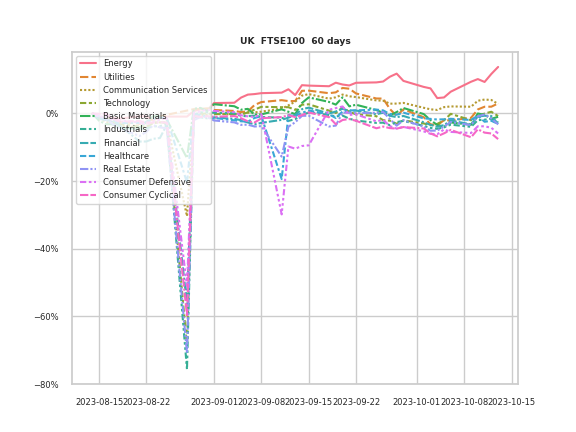 UK  FTSE100  60 days
Energy
Utilities
Communication Services
Technology
Basic Materials
Industrials
Financial
Healthcare
Real Estate
Consumer Defensive
Consumer Cyclical
0%
−20%
−40%
−60%
−80%
2023-08-15 2023-08-22 2023-09-01 2023-09-08 2023-09-15 2023-09-22 2023-10-01 2023-10-08 2023-10-15